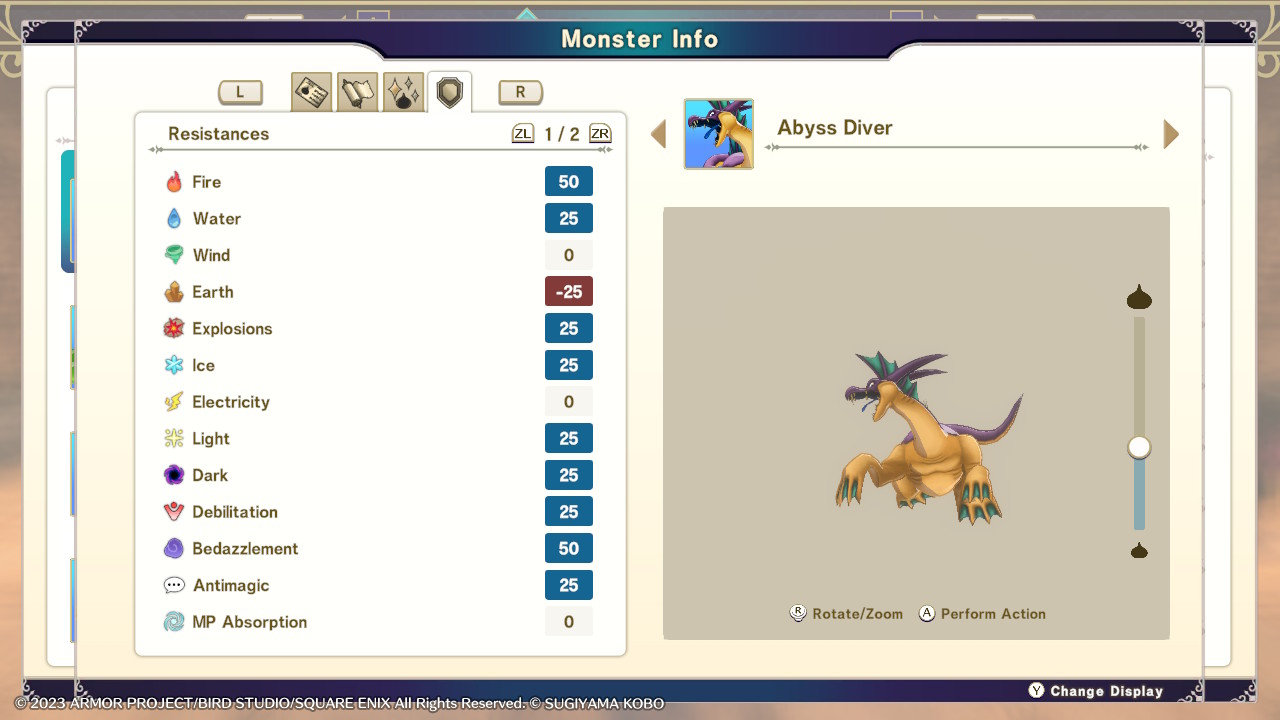 Monster Info
L
R
Resistances
ZL 1 / 2 ZR
Fire 50
Water 25
Wind 0
Earth -25
Explosions 25
Ice 25
Electricity 0
Light 25
Dark 25
Debilitation 25
Bedazzlement 50
Antimagic 25
MP Absorption 0
Abyss Diver
R Rotate/Zoom A Perform Action
Y Change Display
© 2023 ARMOR PROJECT/BIRD STUDIO/SQUARE ENIX All Rights Reserved. © SUGIYAMA KOBO